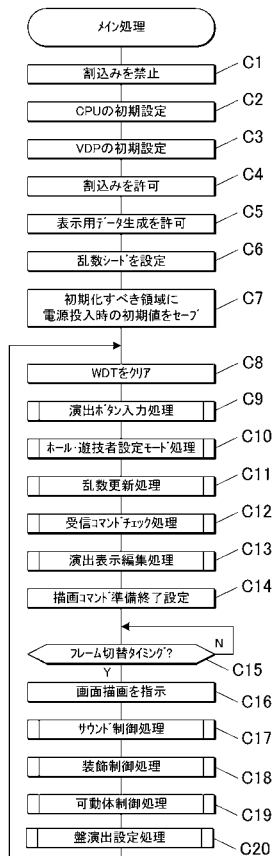 メイン処理
割込みを禁止 C1
CPUの初期設定 C2
VDPの初期設定 C3
割込みを許可 C4
表示用データ生成を許可 C5
乱数シードを設定 C6
初期化すべき領域に
電源投入時の初期値をセーブ C7
WDTをクリア C8
演出ボタン入力処理 C9
ホール・遊技者設定モード処理 C10
乱数更新処理 C11
受信コマンドチェック処理 C12
演出表示編集処理 C13
描画コマンド準備終了設定 C14
フレーム切替タイミング? N C15
Y
画面描画を指示 C16
サウンド制御処理 C17
装飾制御処理 C18
可動体制御処理 C19
盤演出設定処理 C20